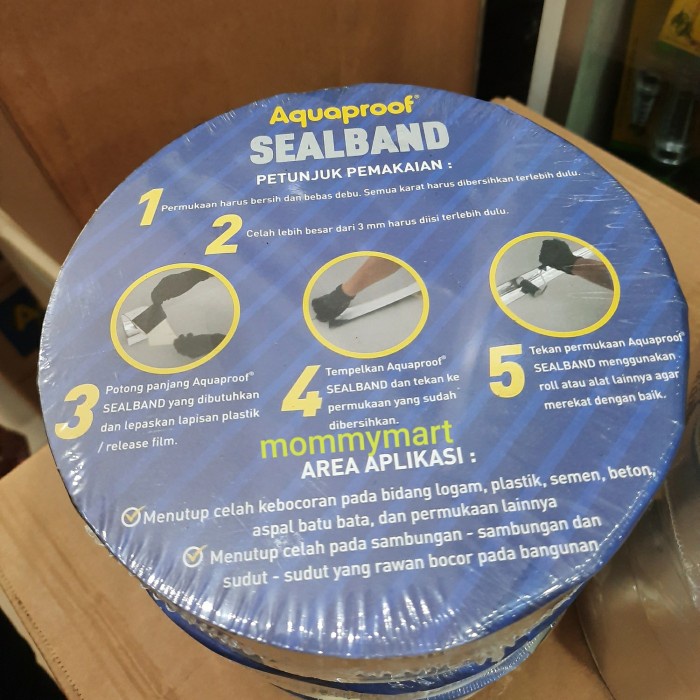 Aquaproof®
SEALBAND
PETUNJUK PEMAKAIAN :
1 Permukaan harus bersih dan bebas debu. Semua karat harus dibersihkan terlebih dulu.
2 Celah lebih besar dari 3 mm harus diisi terlebih dulu.
3 Potong panjang Aquaproof®
SEALBAND yang dibutuhkan
dan lepaskan lapisan plastik
/ release film.
4 Tempelkan Aquaproof®
SEALBAND dan tekan ke
permukaan yang sudah
dibersihkan.
5 Tekan permukaan Aquaproof®
SEALBAND menggunakan
roll atau alat lainnya agar
merekat dengan baik.
mommymart
AREA APLIKASI :
Menutup celah kebocoran pada bidang logam, plastik, semen, beton,
aspal batu bata, dan permukaan lainnya
Menutup celah pada sambungan - sambungan dan
sudut - sudut yang rawan bocor pada bangunan